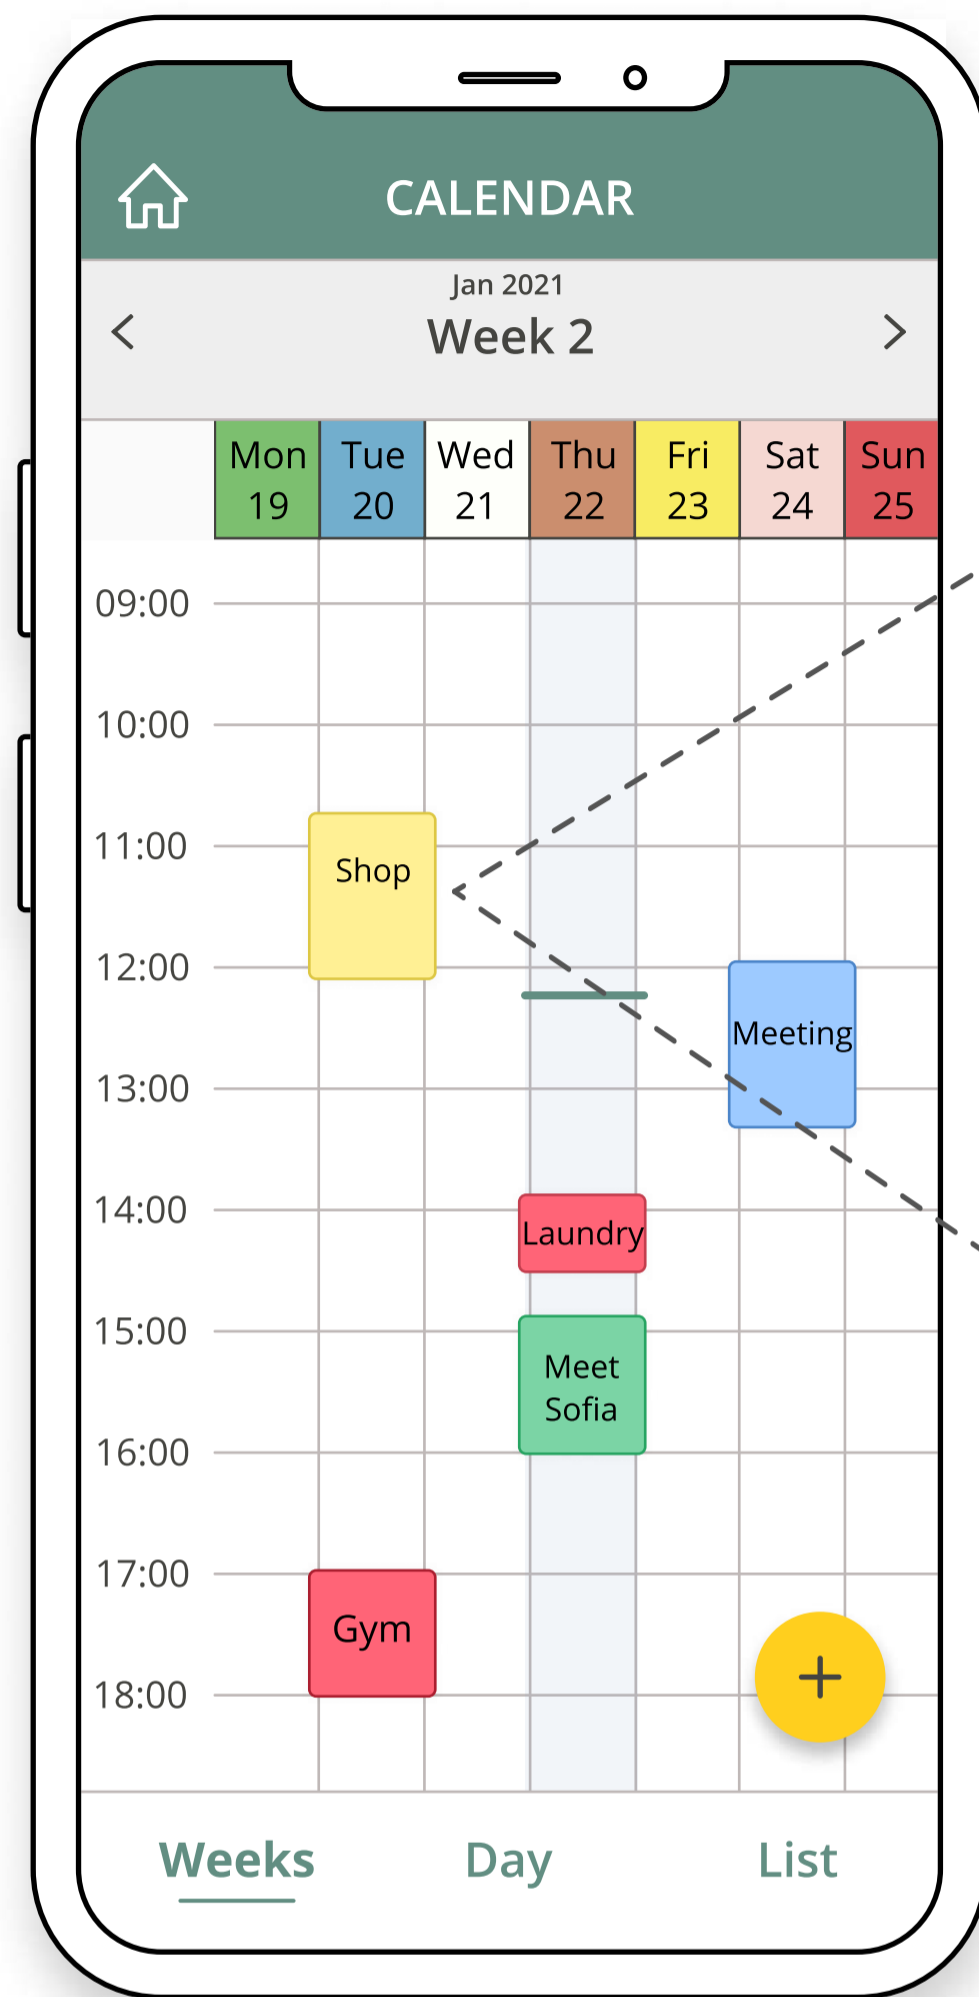 CALENDAR
Jan 2021
Week 2
Mon Tue Wed Thu Fri Sat Sun
19 20 21 22 23 24 25
09:00
10:00
11:00
Shop
12:00
Meeting
13:00
14:00
Laundry
15:00
Meet
Sofia
16:00
17:00
Gym
18:00
Weeks Day List